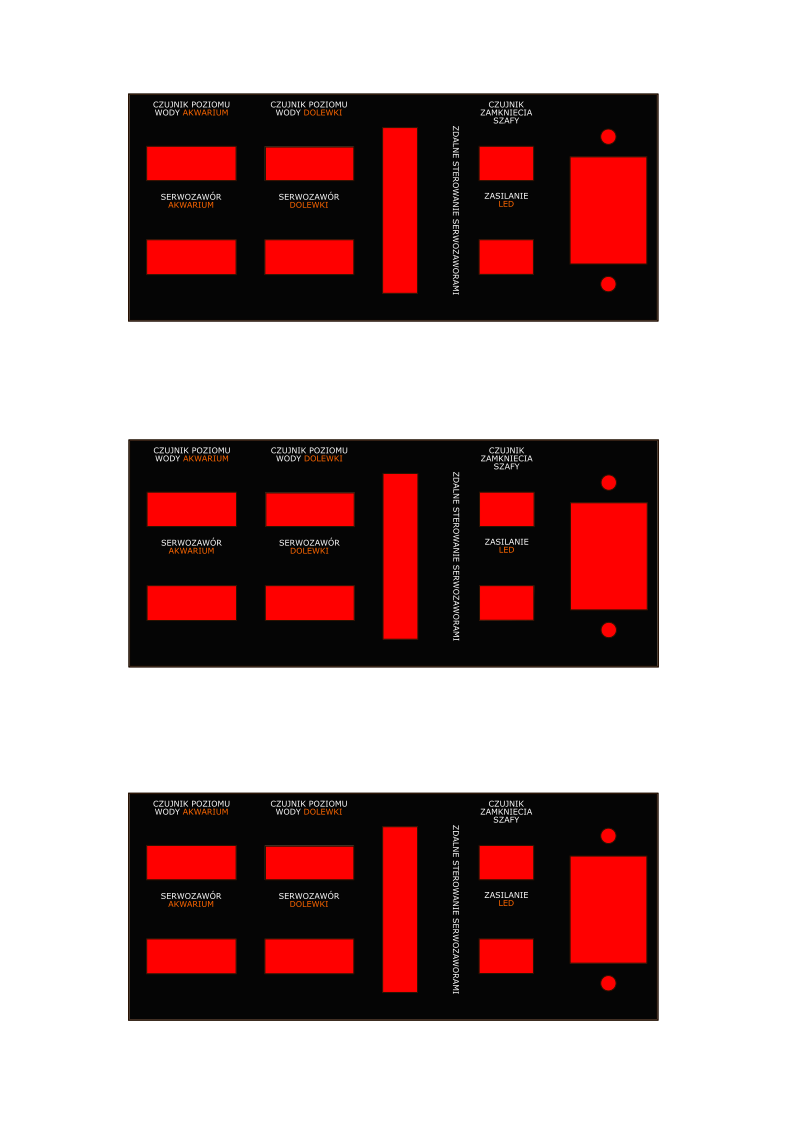 CZUJNIK POZIOMU
WODY AKWARIUM
CZUJNIK POZIOMU
WODY DOLEWKI
CZUJNIK
ZAMKNIECIA
SZAFY
ZDALNE STEROWANIE SERWOZAWORAMI
SERWOZAWÓR
AKWARIUM
SERWOZAWÓR
DOLEWKI
ZASILANIE
LED
CZUJNIK POZIOMU
WODY AKWARIUM
CZUJNIK POZIOMU
WODY DOLEWKI
CZUJNIK
ZAMKNIECIA
SZAFY
ZDALNE STEROWANIE SERWOZAWORAMI
SERWOZAWÓR
AKWARIUM
SERWOZAWÓR
DOLEWKI
ZASILANIE
LED
CZUJNIK POZIOMU
WODY AKWARIUM
CZUJNIK POZIOMU
WODY DOLEWKI
CZUJNIK
ZAMKNIECIA
SZAFY
ZDALNE STEROWANIE SERWOZAWORAMI
SERWOZAWÓR
AKWARIUM
SERWOZAWÓR
DOLEWKI
ZASILANIE
LED